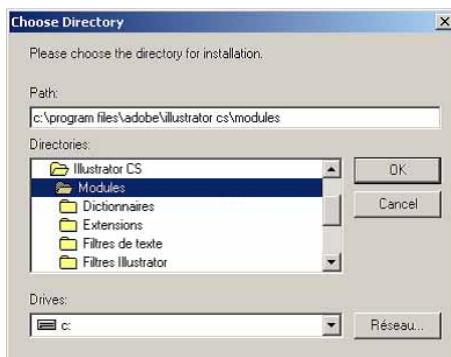 Choose Directory
Please choose the directory for installation.
Path:
c:\program files\adobe\illustrator cs\modules
Directories:
Illustrator CS
OK
Modules
Dictionnaires
Cancel
Extensions
Filtres de texte
Filtres Illustrator
Drives:
c:
Réseau...